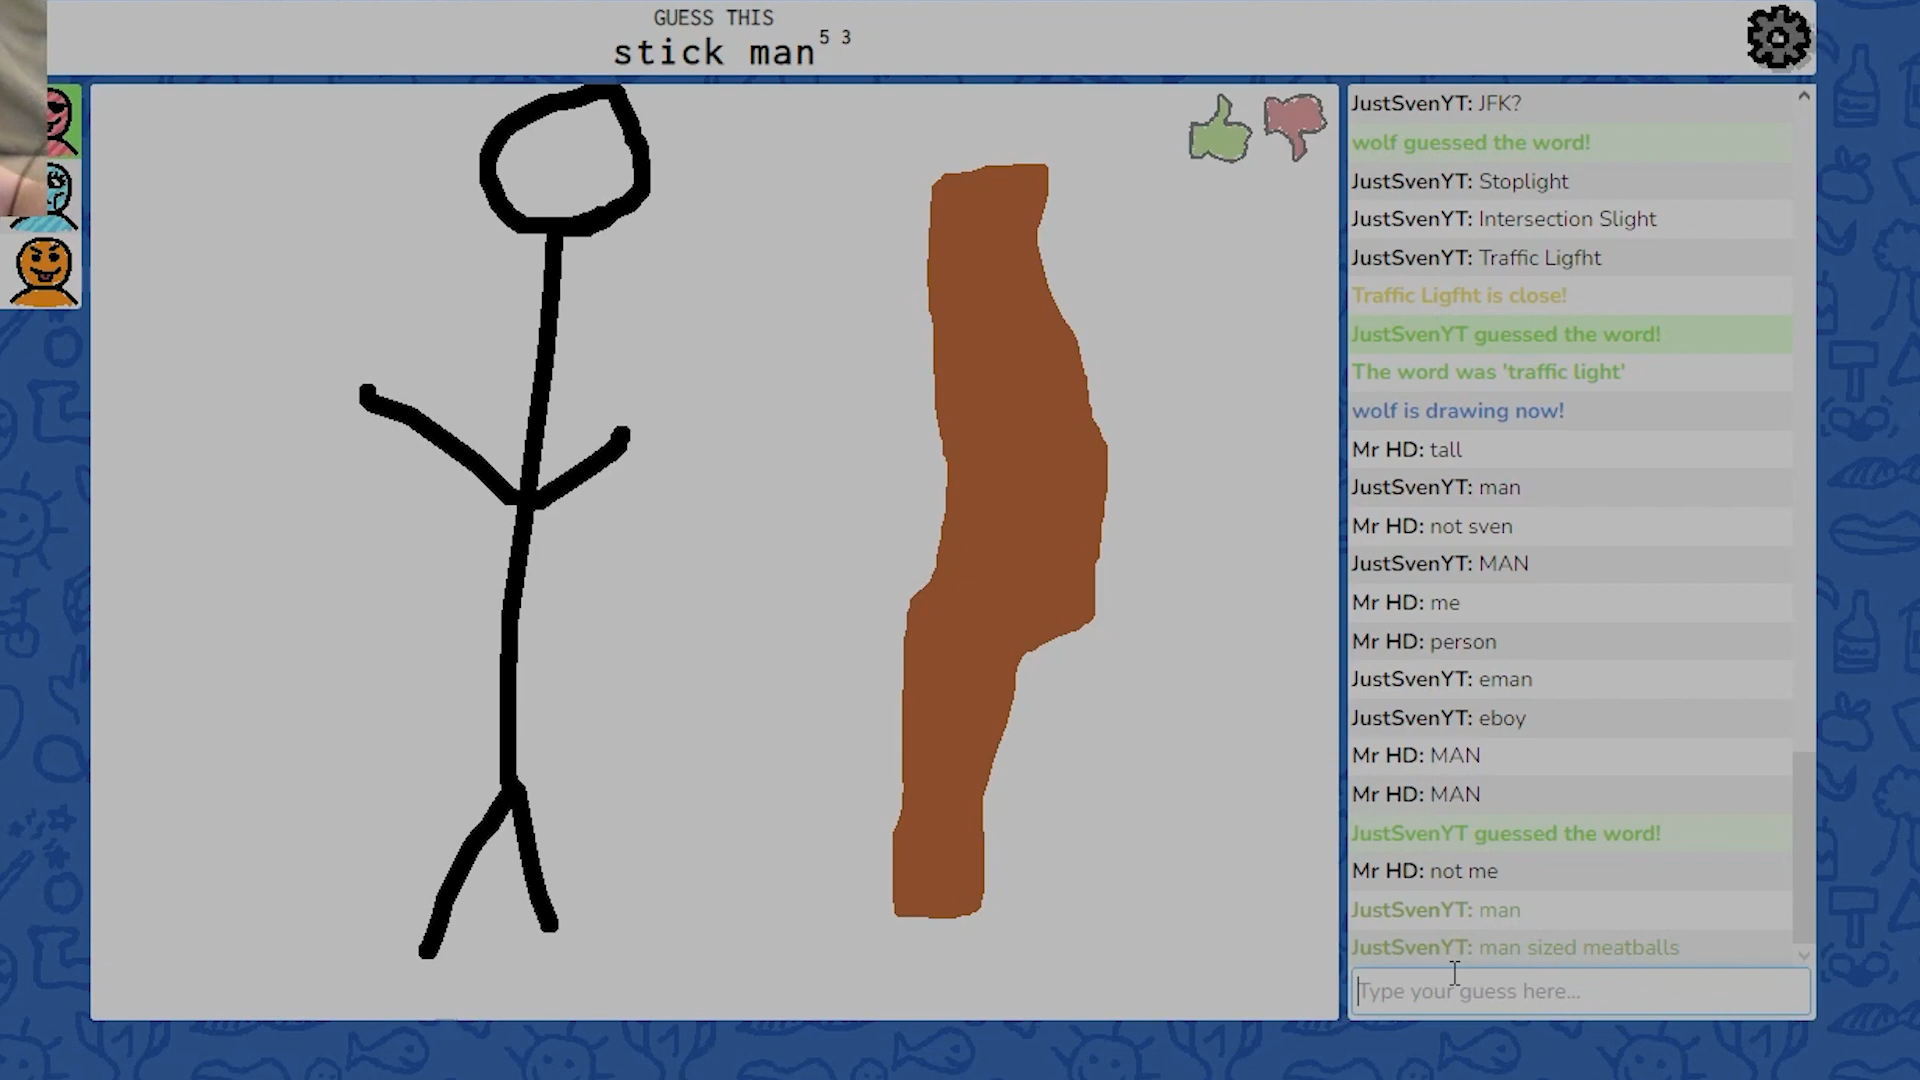 GUESS THIS
stick man 5 3
JustSvenYT: JFK?
wolf guessed the word!
JustSvenYT: Stoplight
JustSvenYT: Intersection Slight
JustSvenYT: Traffic Ligfht
Traffic Ligfht is close!
JustSvenYT guessed the word!
The word was 'traffic light'
wolf is drawing now!
Mr HD: tall
JustSvenYT: man
Mr HD: not sven
JustSvenYT: MAN
Mr HD: me
Mr HD: person
JustSvenYT: eman
JustSvenYT: eboy
Mr HD: MAN
Mr HD: MAN
JustSvenYT guessed the word!
Mr HD: not me
JustSvenYT: man
JustSvenYT: man sized meatballs
Type your guess here...